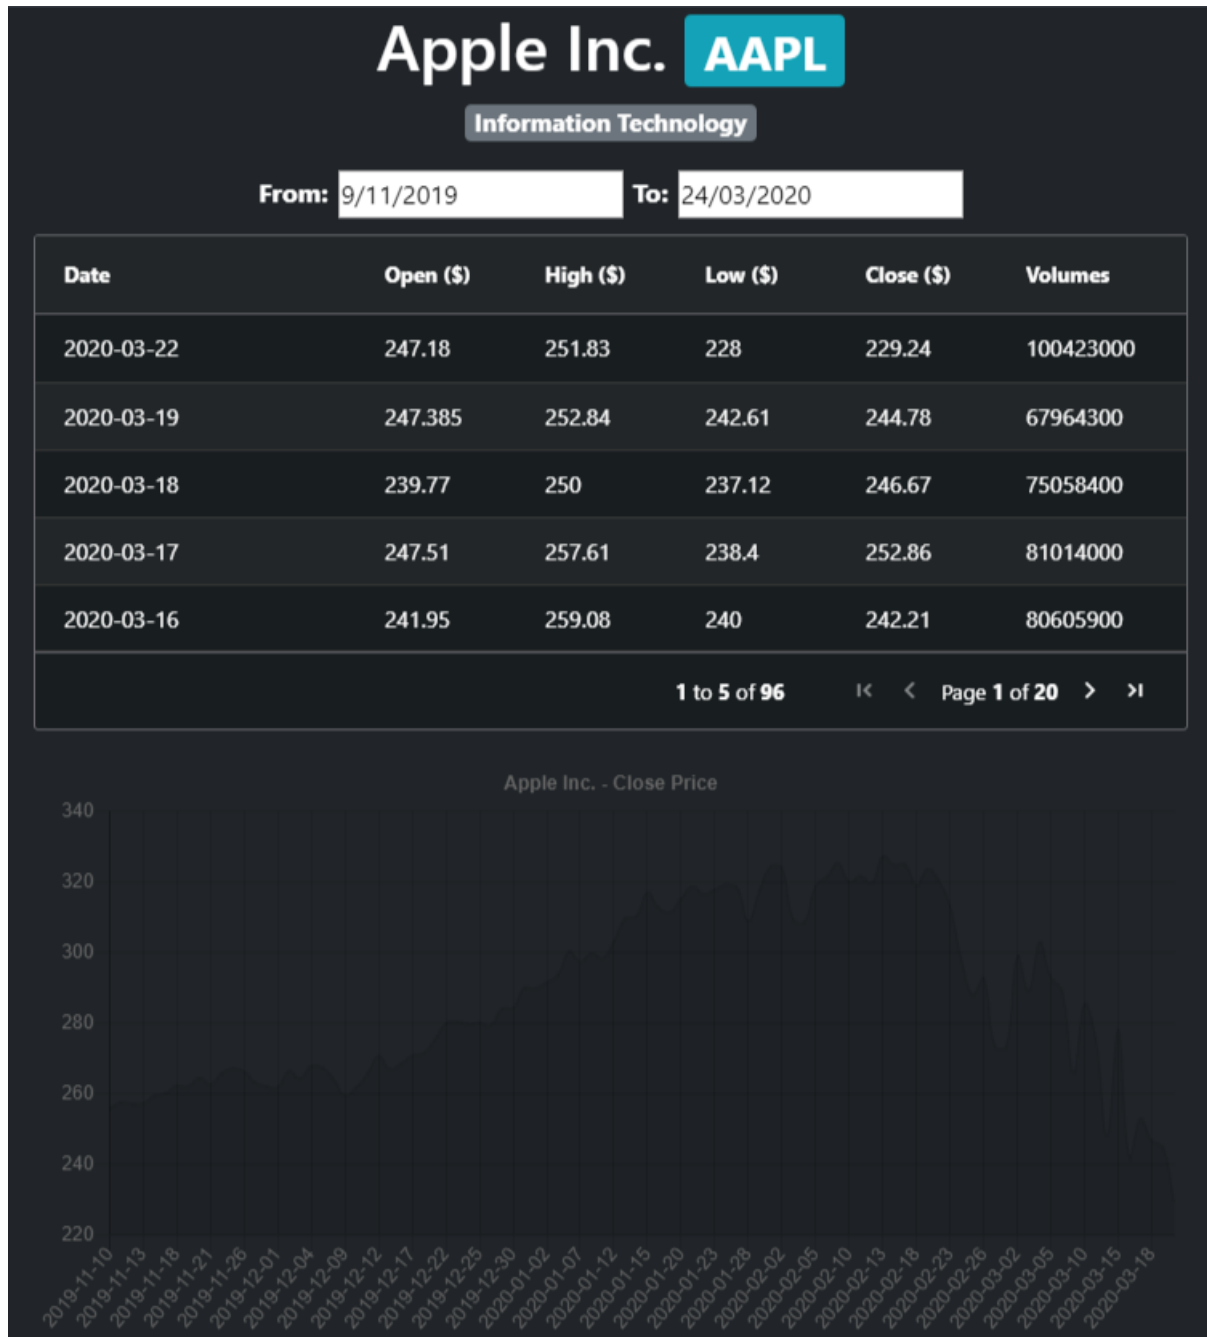 Apple Inc. AAPL
Information Technology
From: 9/11/2019 To: 24/03/2020
Date Open ($) High ($) Low ($) Close ($) Volumes
2020-03-22 247.18 251.83 228 229.24 100423000
2020-03-19 247.385 252.84 242.61 244.78 67964300
2020-03-18 239.77 250 237.12 246.67 75058400
2020-03-17 247.51 257.61 238.4 252.86 81014000
2020-03-16 241.95 259.08 240 242.21 80605900
1 to 5 of 96 Page 1 of 20
Apple Inc. - Close Price
340
320
300
280
260
240
220
2019-11-10 2019-11-13 2019-11-18 2019-11-21 2019-11-26 2019-12-01 2019-12-04 2019-12-09 2019-12-12 2019-12-17 2019-12-22 2019-12-25 2019-12-30 2020-01-02 2020-01-07 2020-01-12 2020-01-15 2020-01-20 2020-01-23 2020-01-28 2020-02-02 2020-02-05 2020-02-10 2020-02-13 2020-02-18 2020-02-23 2020-02-26 2020-03-02 2020-03-05 2020-03-10 2020-03-15 2020-03-18